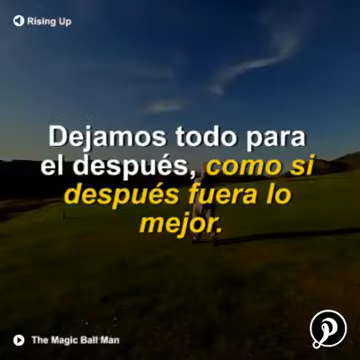 Rising Up
Dejamos todo para
el después, como si
después fuera lo
mejor.
The Magic Ball Man